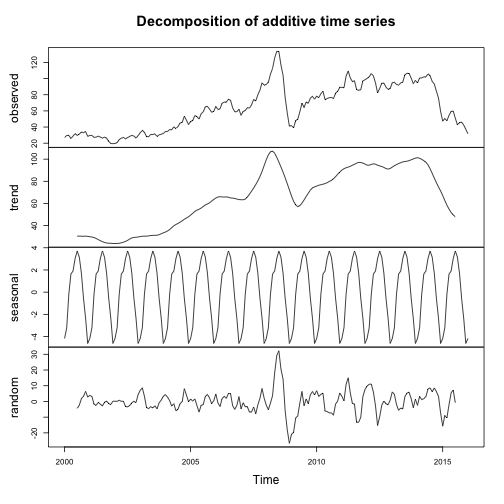 Decomposition of additive time series
observed
20 40 60 80 120
trend
40 60 80 100
seasonal
-4 -2 0 2 4
random
-20 0 10 20 30
2000 2005 2010 2015
Time